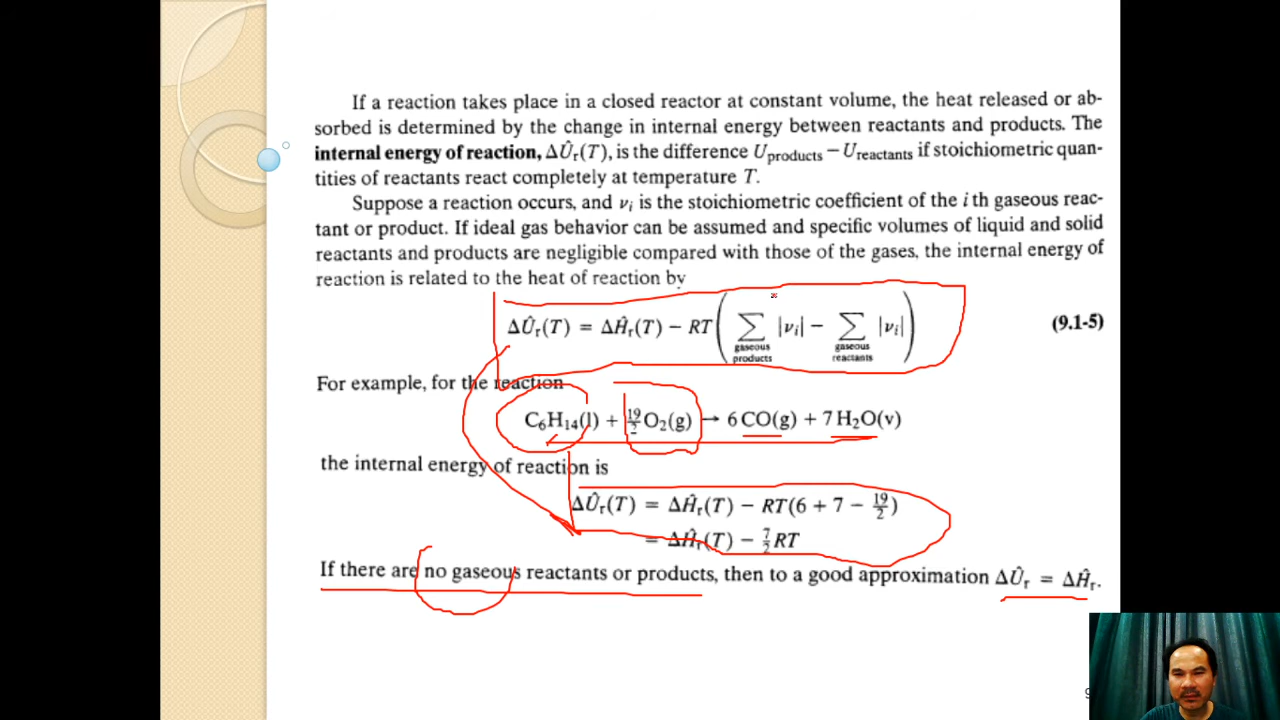 If a reaction takes place in a closed reactor at constant volume, the heat released or ab-
sorbed is determined by the change in internal energy between reactants and products. The
internal energy of reaction, ΔÛr(T), is the difference Uproducts − Ureactants if stoichiometric quan-
tities of reactants react completely at temperature T.
Suppose a reaction occurs, and νi is the stoichiometric coefficient of the ith gaseous reac-
tant or product. If ideal gas behavior can be assumed and specific volumes of liquid and solid
reactants and products are negligible compared with those of the gases, the internal energy of
reaction is related to the heat of reaction by
ΔÛr(T) = ΔĤr(T) − RT(∑ |νi| − ∑ |νi|) (9.1-5)
gaseous products gaseous reactants
For example, for the reaction
C6H14(l) + 19/2 O2(g) → 6 CO(g) + 7 H2O(v)
the internal energy of reaction is
ΔÛr(T) = ΔĤr(T) − RT(6 + 7 − 19/2)
= ΔĤr(T) − 7/2 RT
If there are no gaseous reactants or products, then to a good approximation ΔÛr = ΔĤr.